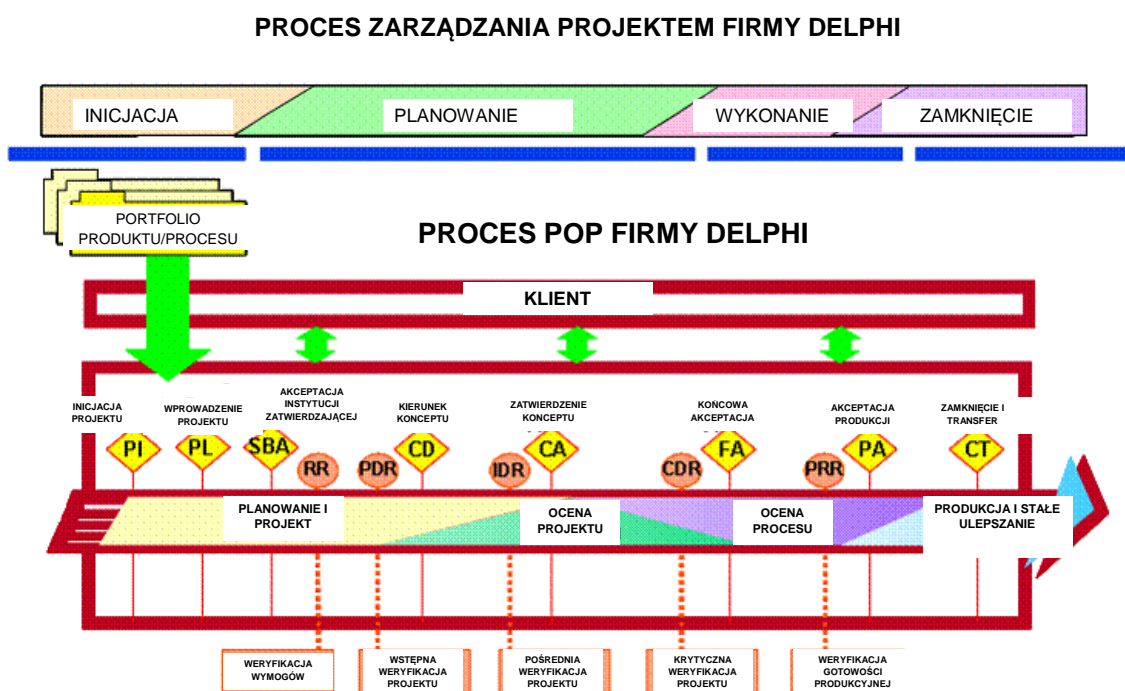 PROCES ZARZĄDZANIA PROJEKTEM FIRMY DELPHI
INICJACJA
PLANOWANIE
WYKONANIE
ZAMKNIĘCIE
PORTFOLIO
PRODUKTU/PROCESU
PROCES POP FIRMY DELPHI
KLIENT
INICJACJA
PROJEKTU
WPROWADZENIE
PROJEKTU
AKCEPTACJA
INSTYTUCJI
ZATWIERDZAJĄCEJ
KIERUNEK
KONCEPTU
ZATWIERDZENIE
KONCEPTU
KOŃCOWA
AKCEPTACJA
AKCEPTACJA
PRODUKCJI
ZAMKNIĘCIE I
TRANSFER
PI
PL
SBA
RR
PDR
CD
IDR
CA
CDR
FA
PRR
PA
CT
PLANOWANIE I
PROJEKT
OCENA
PROJEKTU
OCENA
PROCESU
PRODUKCJA I STAŁE
ULEPSZANIE
WERYFIKACJA
WYMOGÓW
WSTĘPNA
WERYFIKACJA
PROJEKTU
POŚREDNIA
WERYFIKACJA
PROJEKTU
KRYTYCZNA
WERYFIKACJA
PROJEKTU
WERYFIKACJA
GOTOWOŚCI
PRODUKCYJNEJ